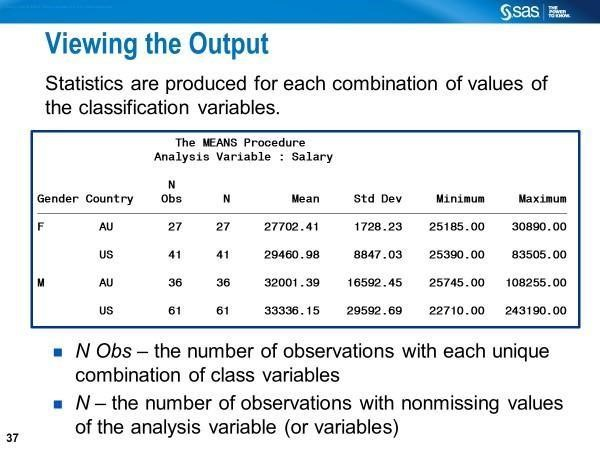 sas THE POWER TO KNOW.
Viewing the Output
Statistics are produced for each combination of values of
the classification variables.
The MEANS Procedure
Analysis Variable : Salary
N
Gender Country Obs N Mean Std Dev Minimum Maximum
F AU 27 27 27702.41 1728.23 25185.00 30890.00
US 41 41 29460.98 8847.03 25390.00 83505.00
M AU 36 36 32001.39 16592.45 25745.00 108255.00
US 61 61 33336.15 29592.69 22710.00 243190.00
N Obs – the number of observations with each unique
combination of class variables
N – the number of observations with nonmissing values
of the analysis variable (or variables)
37